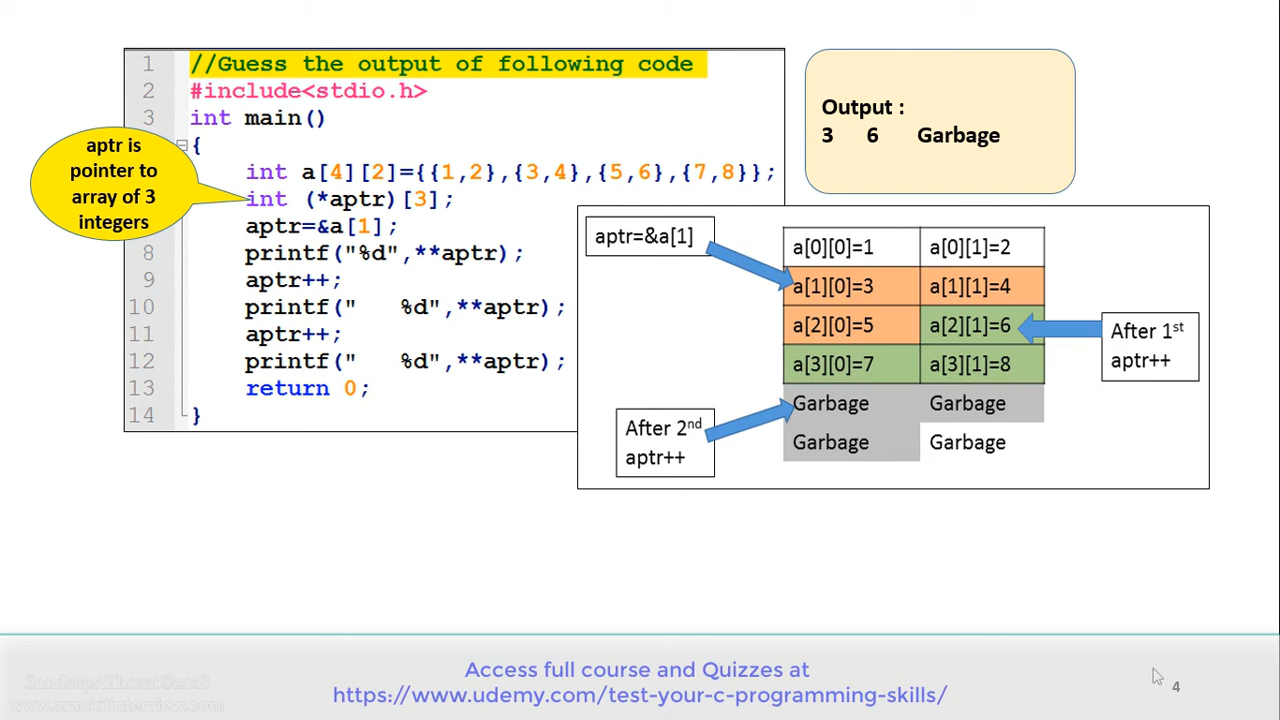 1 //Guess the output of following code
2 #include<stdio.h>
3 int main()
{
int a[4][2]={{1,2},{3,4},{5,6},{7,8}};
int (*aptr)[3];
aptr=&a[1];
8 printf("%d",**aptr);
9 aptr++;
10 printf("   %d",**aptr);
11 aptr++;
12 printf("   %d",**aptr);
13 return 0;
14 }
aptr is
pointer to
array of 3
integers
Output :
3 6 Garbage
aptr=&a[1]
a[0][0]=1 a[0][1]=2
a[1][0]=3 a[1][1]=4
a[2][0]=5 a[2][1]=6
a[3][0]=7 a[3][1]=8
Garbage Garbage
Garbage Garbage
After 1st
aptr++
After 2nd
aptr++
Access full course and Quizzes at
https://www.udemy.com/test-your-c-programming-skills/
4